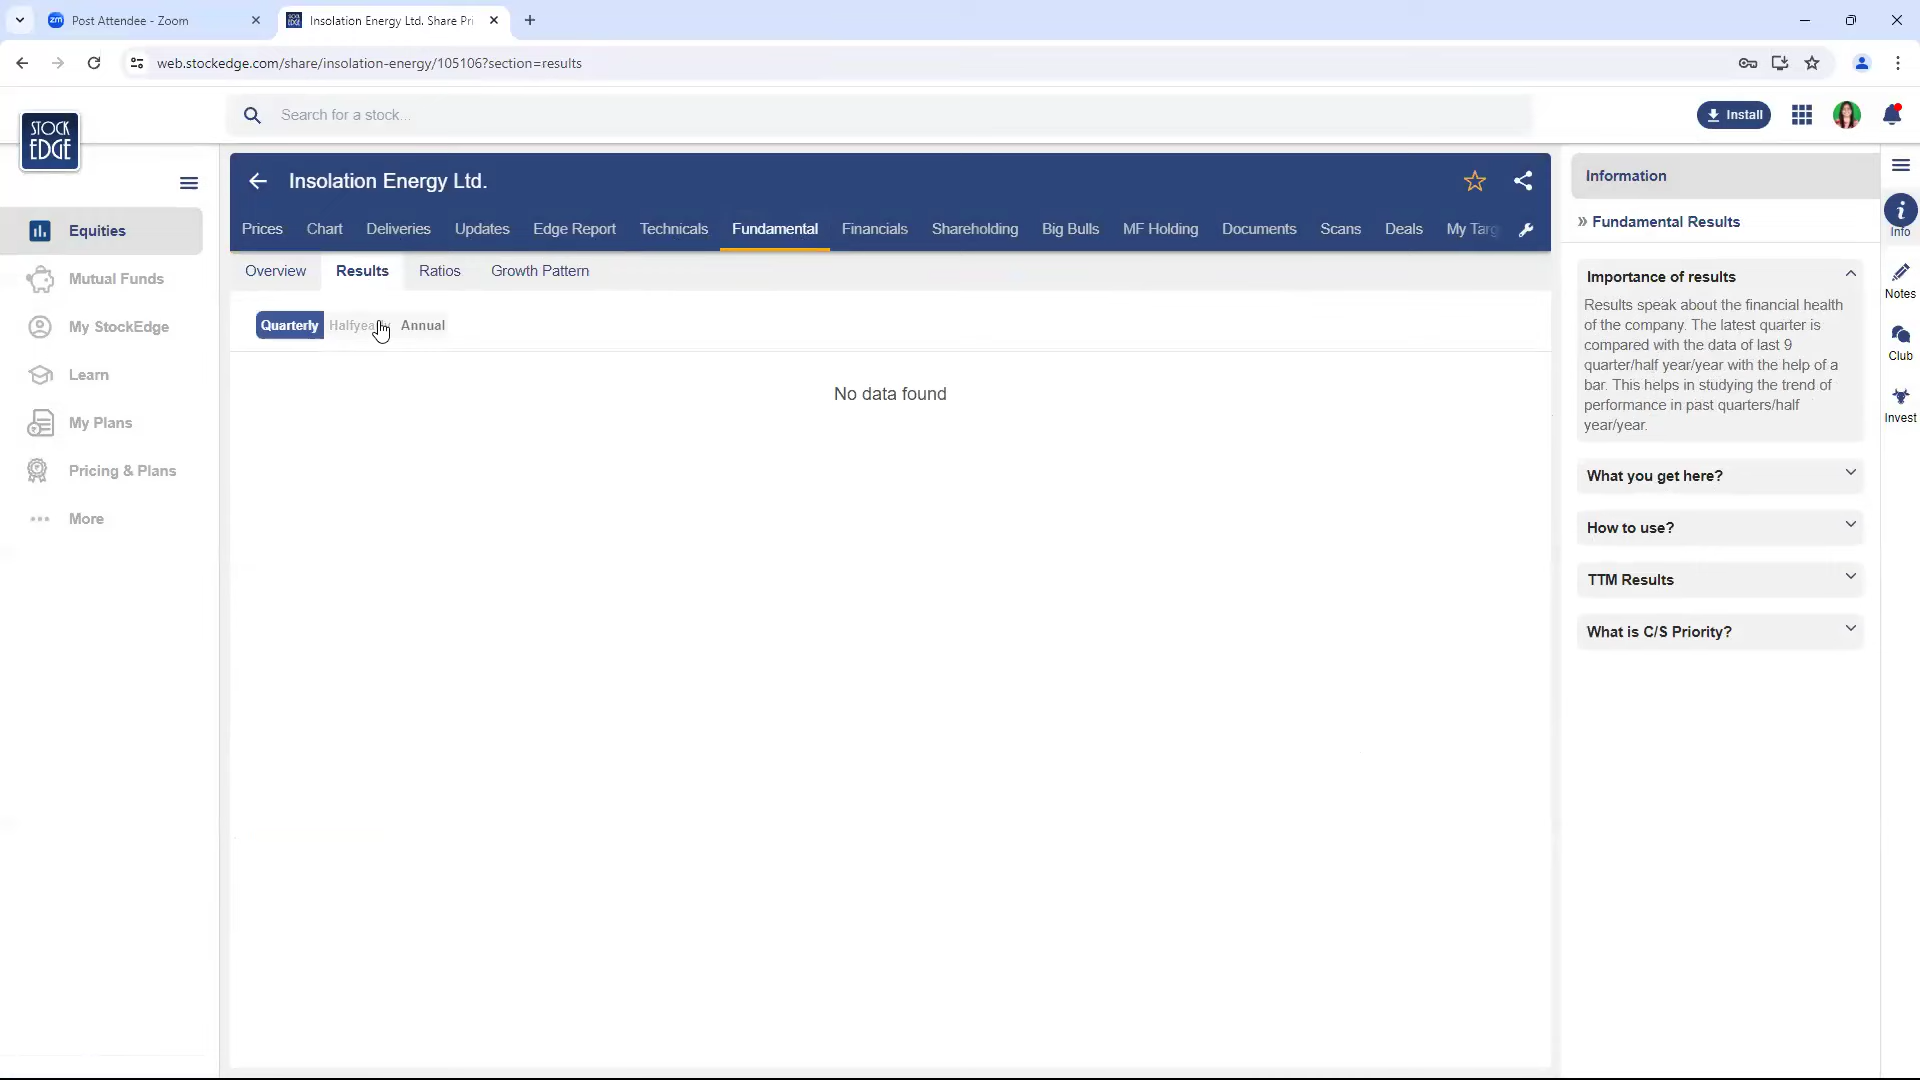 Post Attendee - Zoom
Insolation Energy Ltd. Share Pri
web.stockedge.com/share/insolation-energy/105106?section=results
STOCK
EDGE
Search for a stock...
Install
Equities
Mutual Funds
My StockEdge
Learn
My Plans
Pricing & Plans
More
Insolation Energy Ltd.
Prices Chart Deliveries Updates Edge Report Technicals Fundamental Financials Shareholding Big Bulls MF Holding Documents Scans Deals My Targ
Overview Results Ratios Growth Pattern
Quarterly Halfyearly Annual
No data found
Information
» Fundamental Results
Importance of results
Results speak about the financial health
of the company. The latest quarter is
compared with the data of last 9
quarter/half year/year with the help of a
bar. This helps in studying the trend of
performance in past quarters/half
year/year.
What you get here?
How to use?
TTM Results
What is C/S Priority?
Info
Notes
Club
Invest